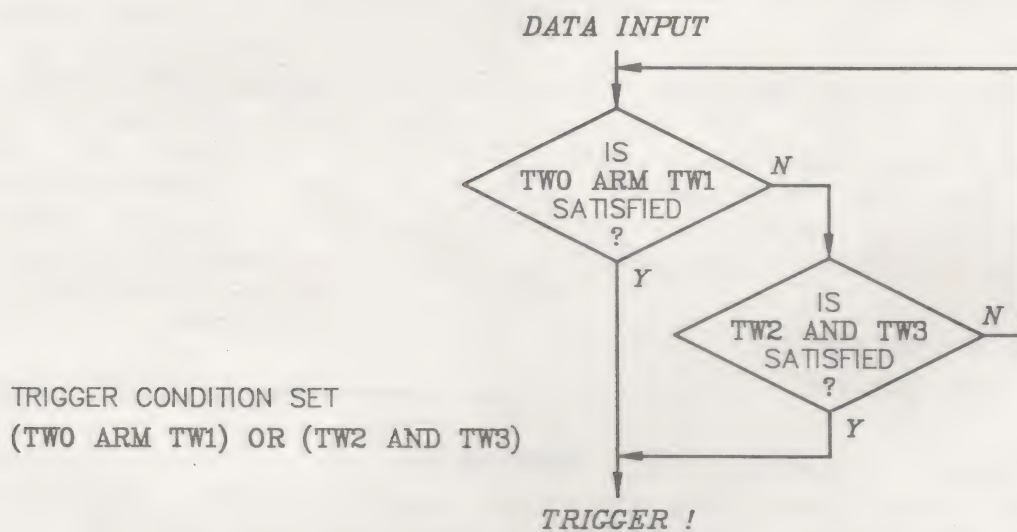 DATA INPUT
IS
TW0 ARM TW1
SATISFIED
?
N
Y
IS
TW2 AND TW3
SATISFIED
?
N
Y
TRIGGER CONDITION SET
(TW0 ARM TW1) OR (TW2 AND TW3)
TRIGGER !